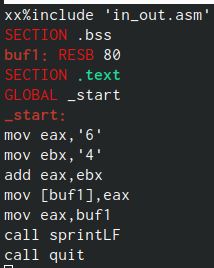 xx%include 'in_out.asm'
SECTION .bss
buf1: RESB 80
SECTION .text
GLOBAL _start
_start:
mov eax,'6'
mov ebx,'4'
add eax,ebx
mov [buf1],eax
mov eax,buf1
call sprintLF
call quit